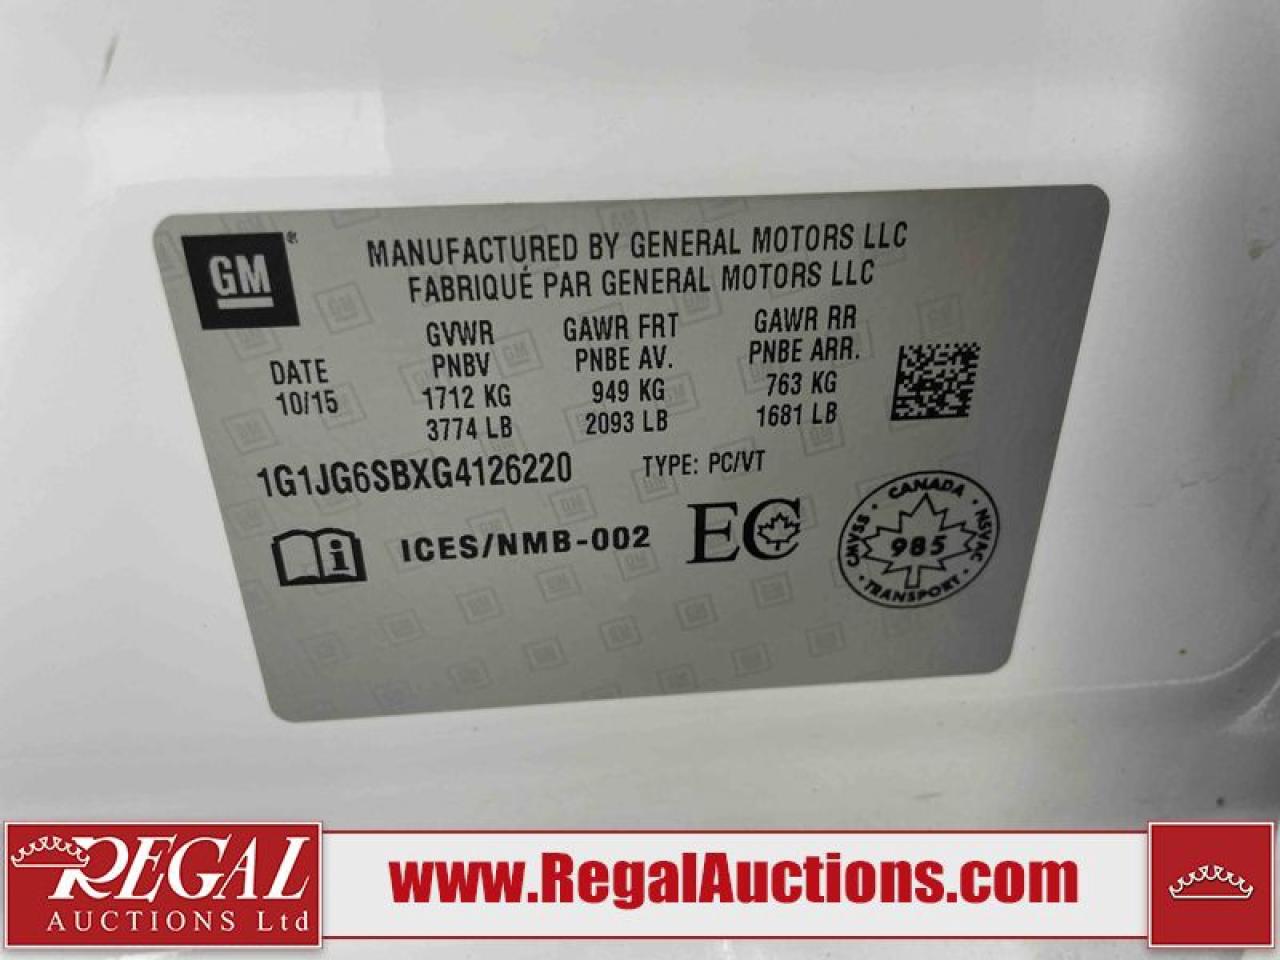 GM
MANUFACTURED BY GENERAL MOTORS LLC
FABRIQUÉ PAR GENERAL MOTORS LLC
DATE
10/15
GVWR
PNBV
1712 KG
3774 LB
GAWR FRT
PNBE AV.
949 KG
2093 LB
GAWR RR
PNBE ARR.
763 KG
1681 LB
1G1JG6SBXG4126220 TYPE: PC/VT
i ICES/NMB-002 EC
CANADA
CMVSS 985 NSVAC
TRANSPORT
REGAL
AUCTIONS Ltd
www.RegalAuctions.com